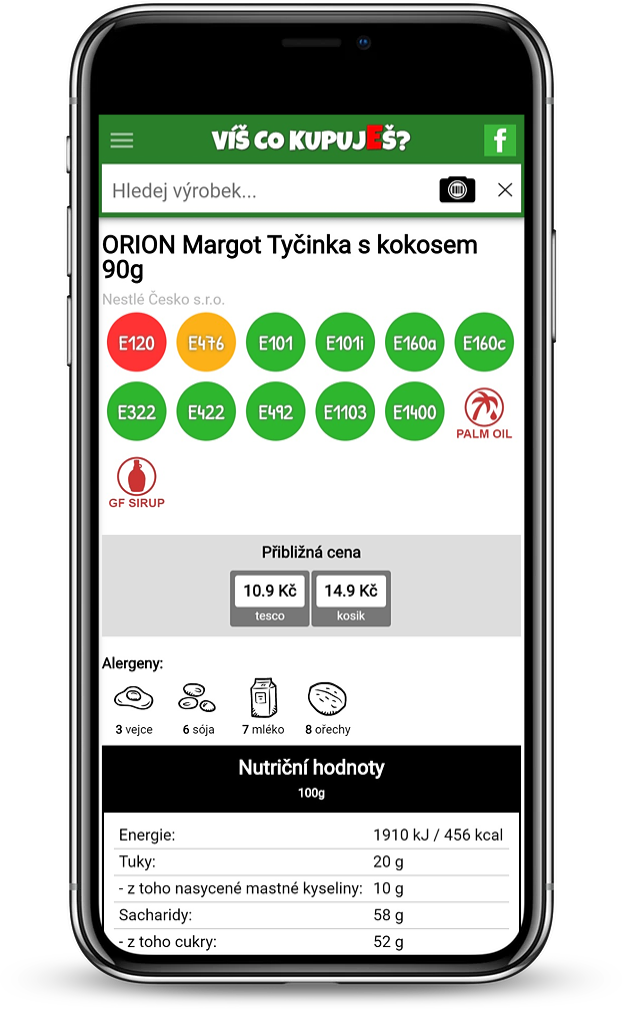 VÍŠ CO KUPUJEŠ?
f
Hledej výrobek...
ORION Margot Tyčinka s kokosem
90g
Nestlé Česko s.r.o.
E120 E476 E101 E101i E160a E160c
E322 E422 E492 E1103 E1400
PALM OIL
GF SIRUP
Přibližná cena
10.9 Kč 14.9 Kč
tesco kosik
Alergeny:
3 vejce 6 sója 7 mléko 8 ořechy
Nutriční hodnoty
100g
Energie: 1910 kJ / 456 kcal
Tuky: 20 g
- z toho nasycené mastné kyseliny: 10 g
Sacharidy: 58 g
- z toho cukry: 52 g